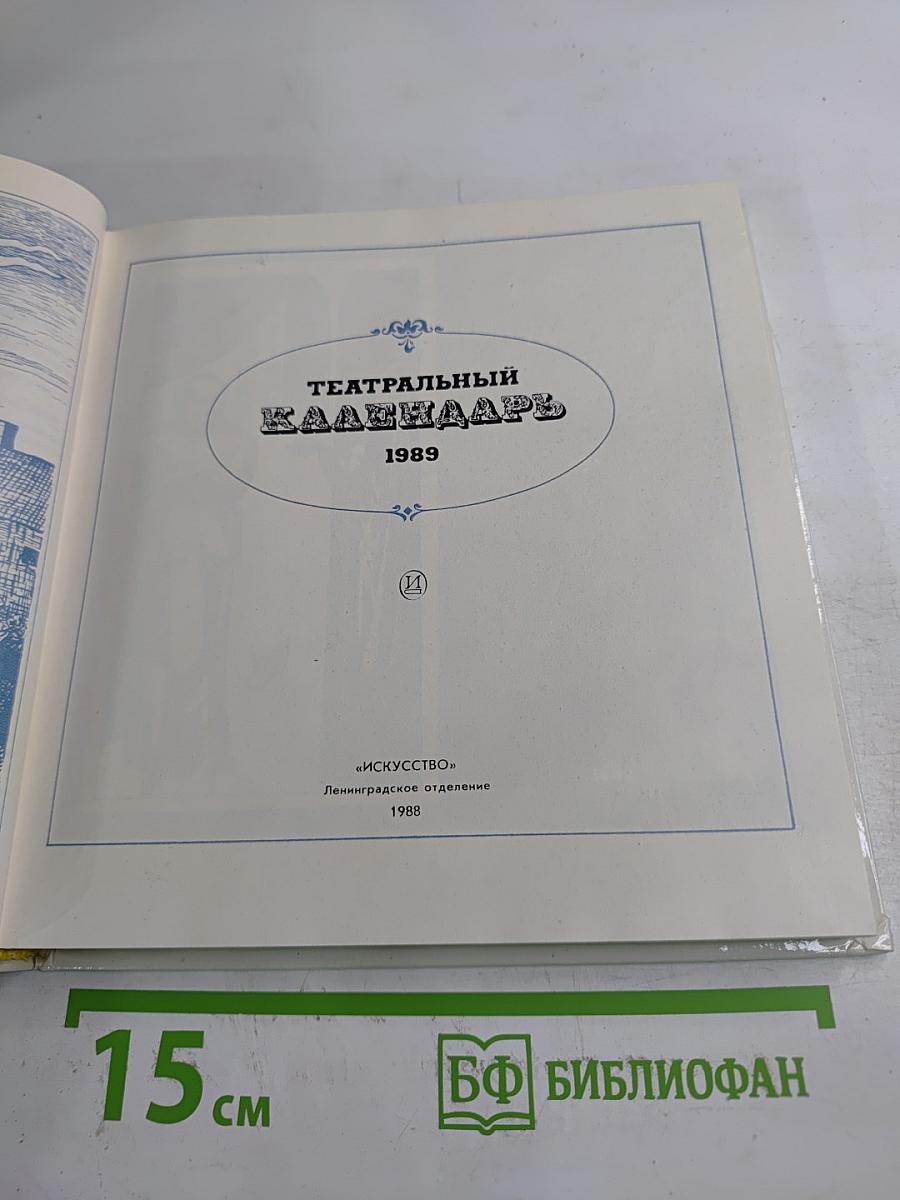 ТЕАТРАЛЬНЫЙ
КАЛЕНДАРЬ
1989
И
«ИСКУССТВО»
Ленинградское отделение
1988
15 см
БФ БИБЛИОФАН